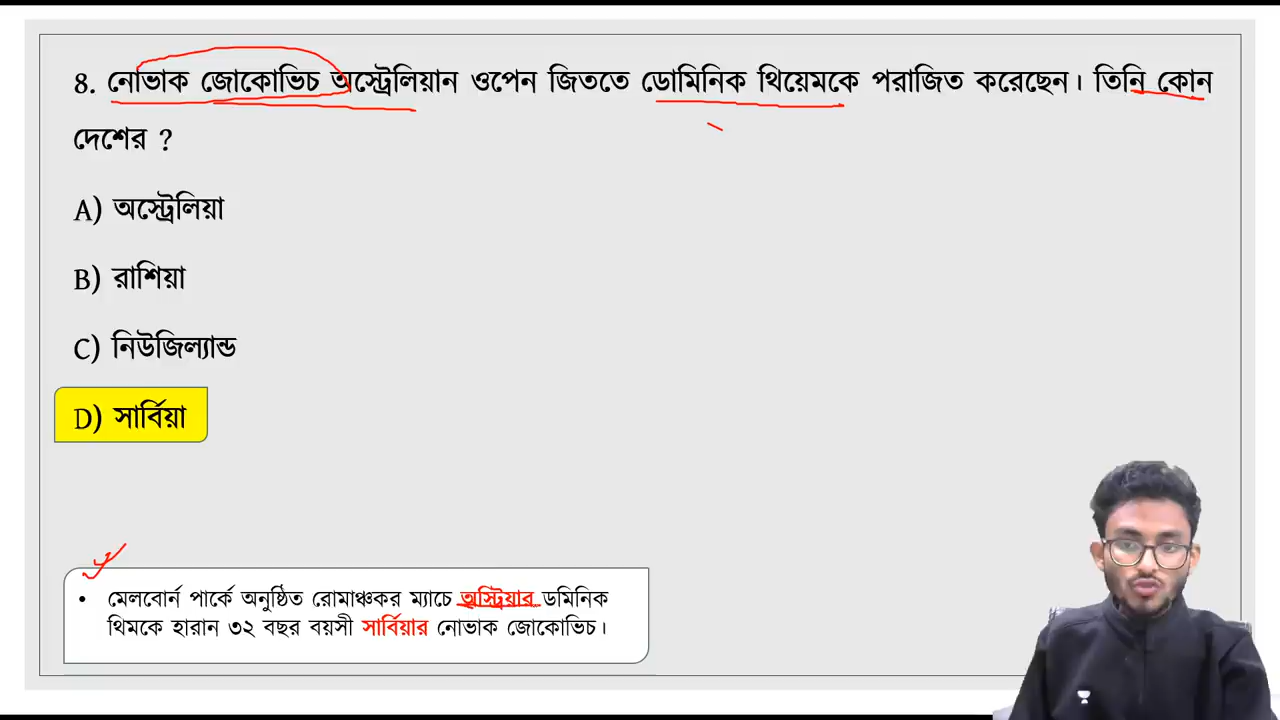 8. নোভাক জোকোভিচ অস্ট্রেলিয়ান ওপেন জিততে ডোমিনিক থিয়েমকে পরাজিত করেছেন। তিনি কোন
দেশের ?
A) অস্ট্রেলিয়া
B) রাশিয়া
C) নিউজিল্যান্ড
D) সার্বিয়া
• মেলবোর্ন পার্কে অনুষ্ঠিত রোমাঞ্চকর ম্যাচে অস্ট্রিয়ার ডমিনিক
থিমকে হারান ৩২ বছর বয়সী সার্বিয়ার নোভাক জোকোভিচ।